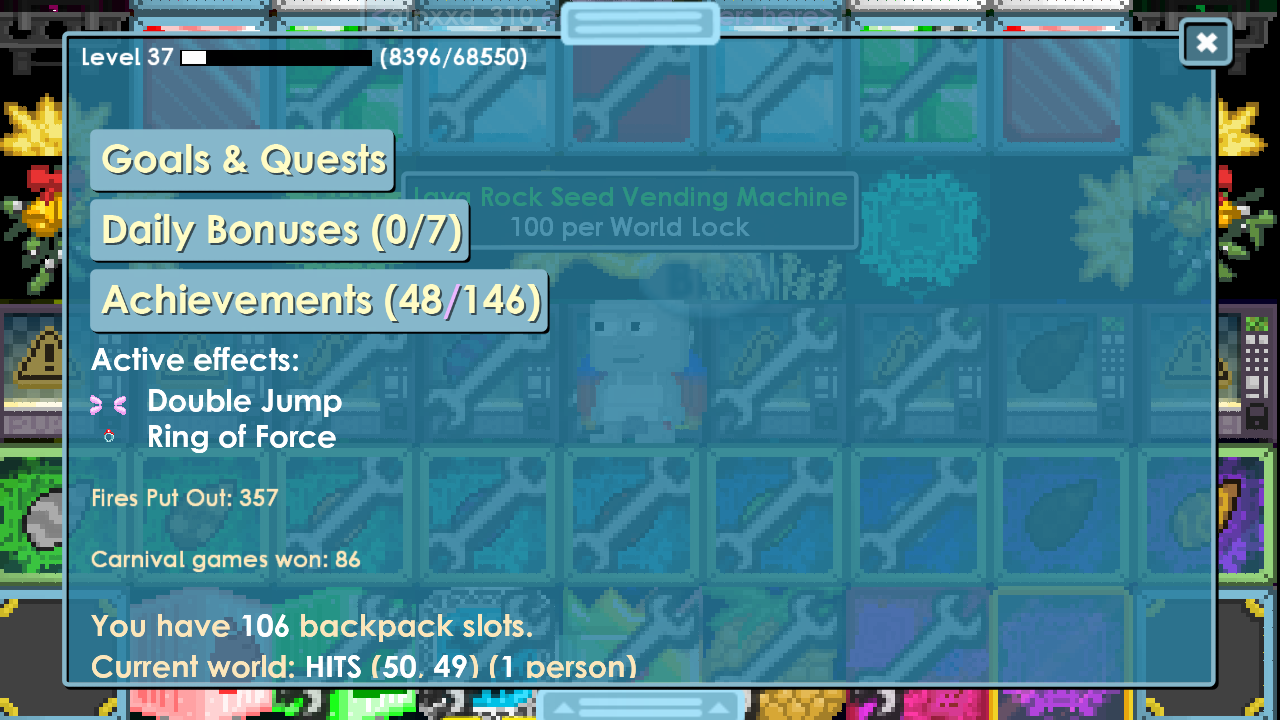 Level 37 (8396/68550)
Goals & Quests
Rock Seed Vending Machine
100 per World Lock
Daily Bonuses (0/7)
Achievements (48/146)
Active effects:
Double Jump
Ring of Force
Fires Put Out: 357
Carnival games won: 86
You have 106 backpack slots.
Current world: HITS (50, 49) (1 person)